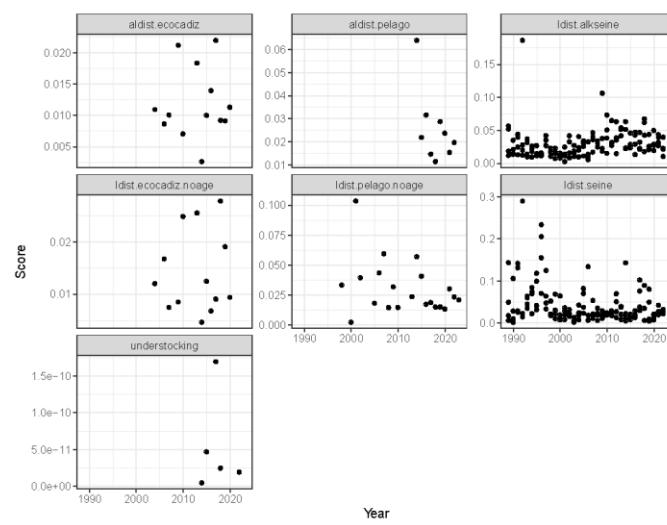 aldist.ecocadiz
aldist.pelago
ldist.alkseine
0.020
0.015
0.010
0.005
0.06
0.05
0.04
0.03
0.02
0.01
0.15
0.10
0.05
0.00
ldist.ecocadiz.noage
ldist.pelago.noage
ldist.seine
0.02
0.01
0.100
0.075
0.050
0.025
0.000
0.3
0.2
0.1
0.0
1990 2000 2010 2020
1990 2000 2010 2020
understocking
1.5e-10
1.0e-10
5.0e-11
0.0e+00
1990 2000 2010 2020
Score
Year